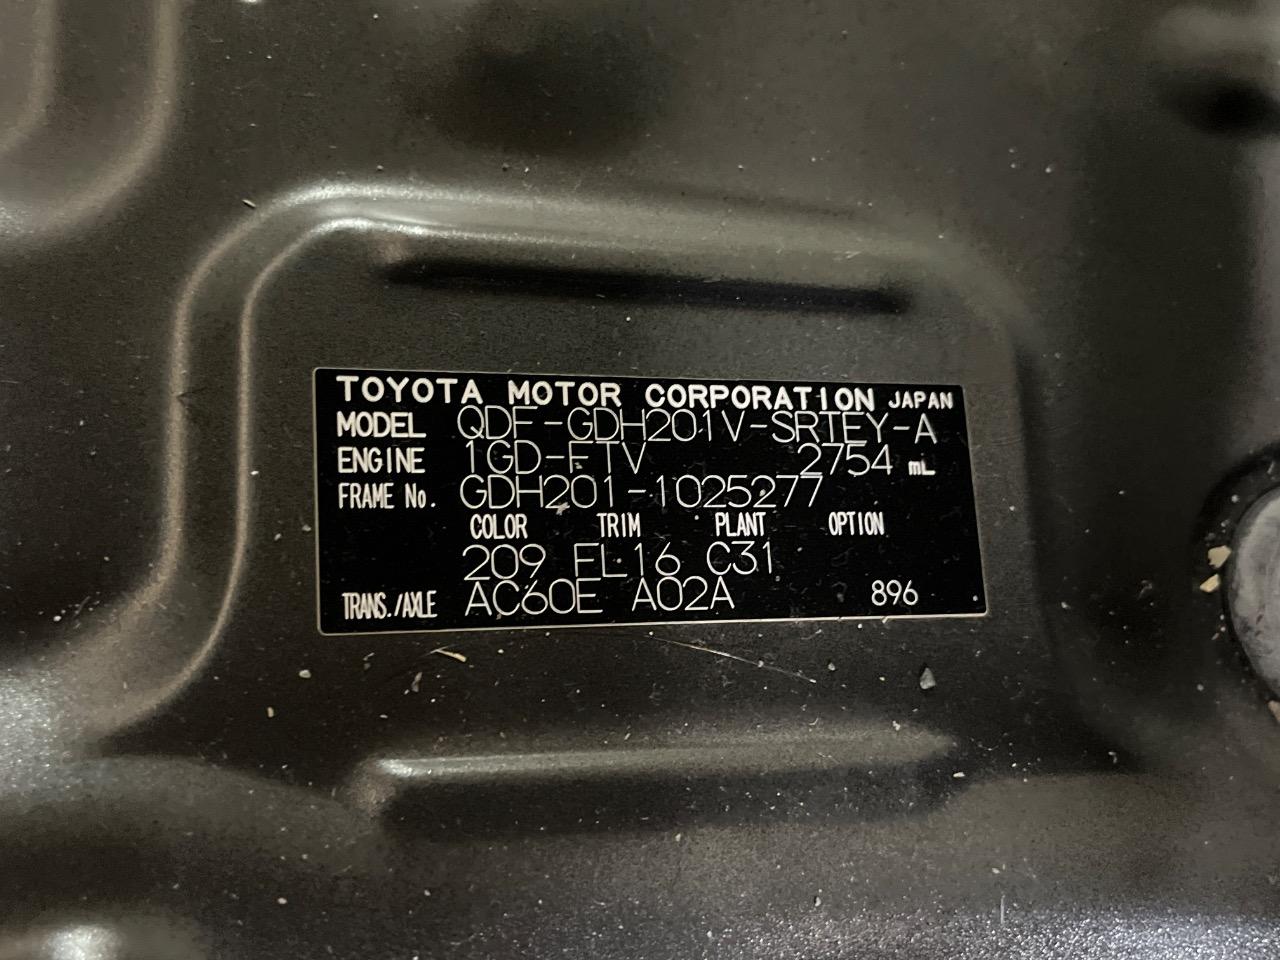 TOYOTA MOTOR CORPORATION JAPAN
MODEL QDF-GDH201V-SRTEY-A
ENGINE 1GD-FTV 2754 mL
FRAME No. GDH201-1025277
COLOR TRIM PLANT OPTION
209 FL16 C31
TRANS./AXLE AC60E A02A 896